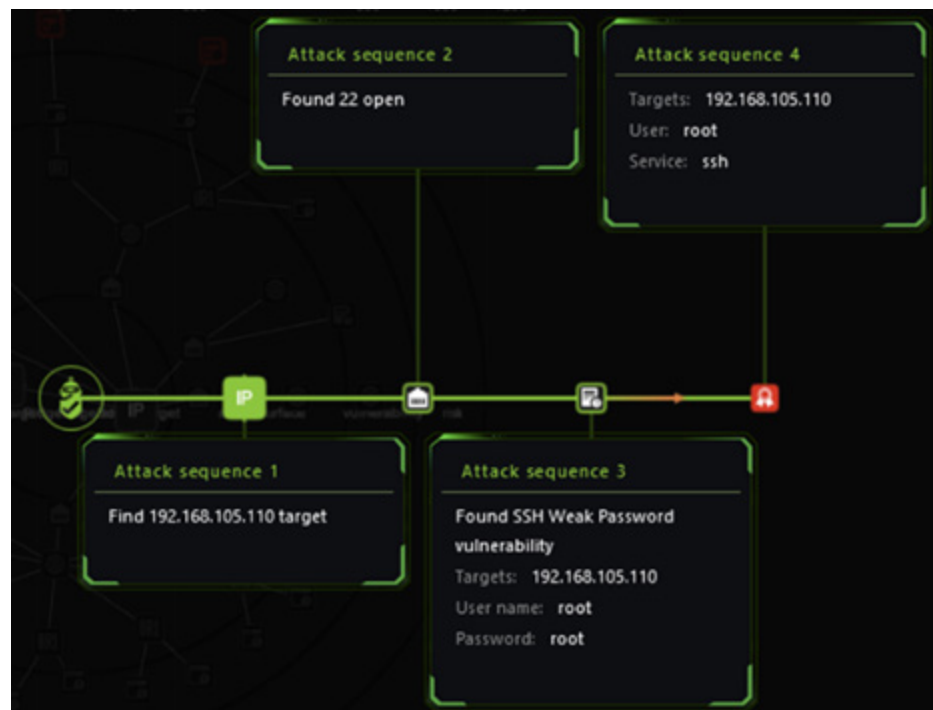 Attack sequence 2
Found 22 open
Attack sequence 4
Targets: 192.168.105.110
User: root
Service: ssh
IP
IP
Attack sequence 1
Find 192.168.105.110 target
Attack sequence 3
Found SSH Weak Password
vulnerability
Targets: 192.168.105.110
User name: root
Password: root